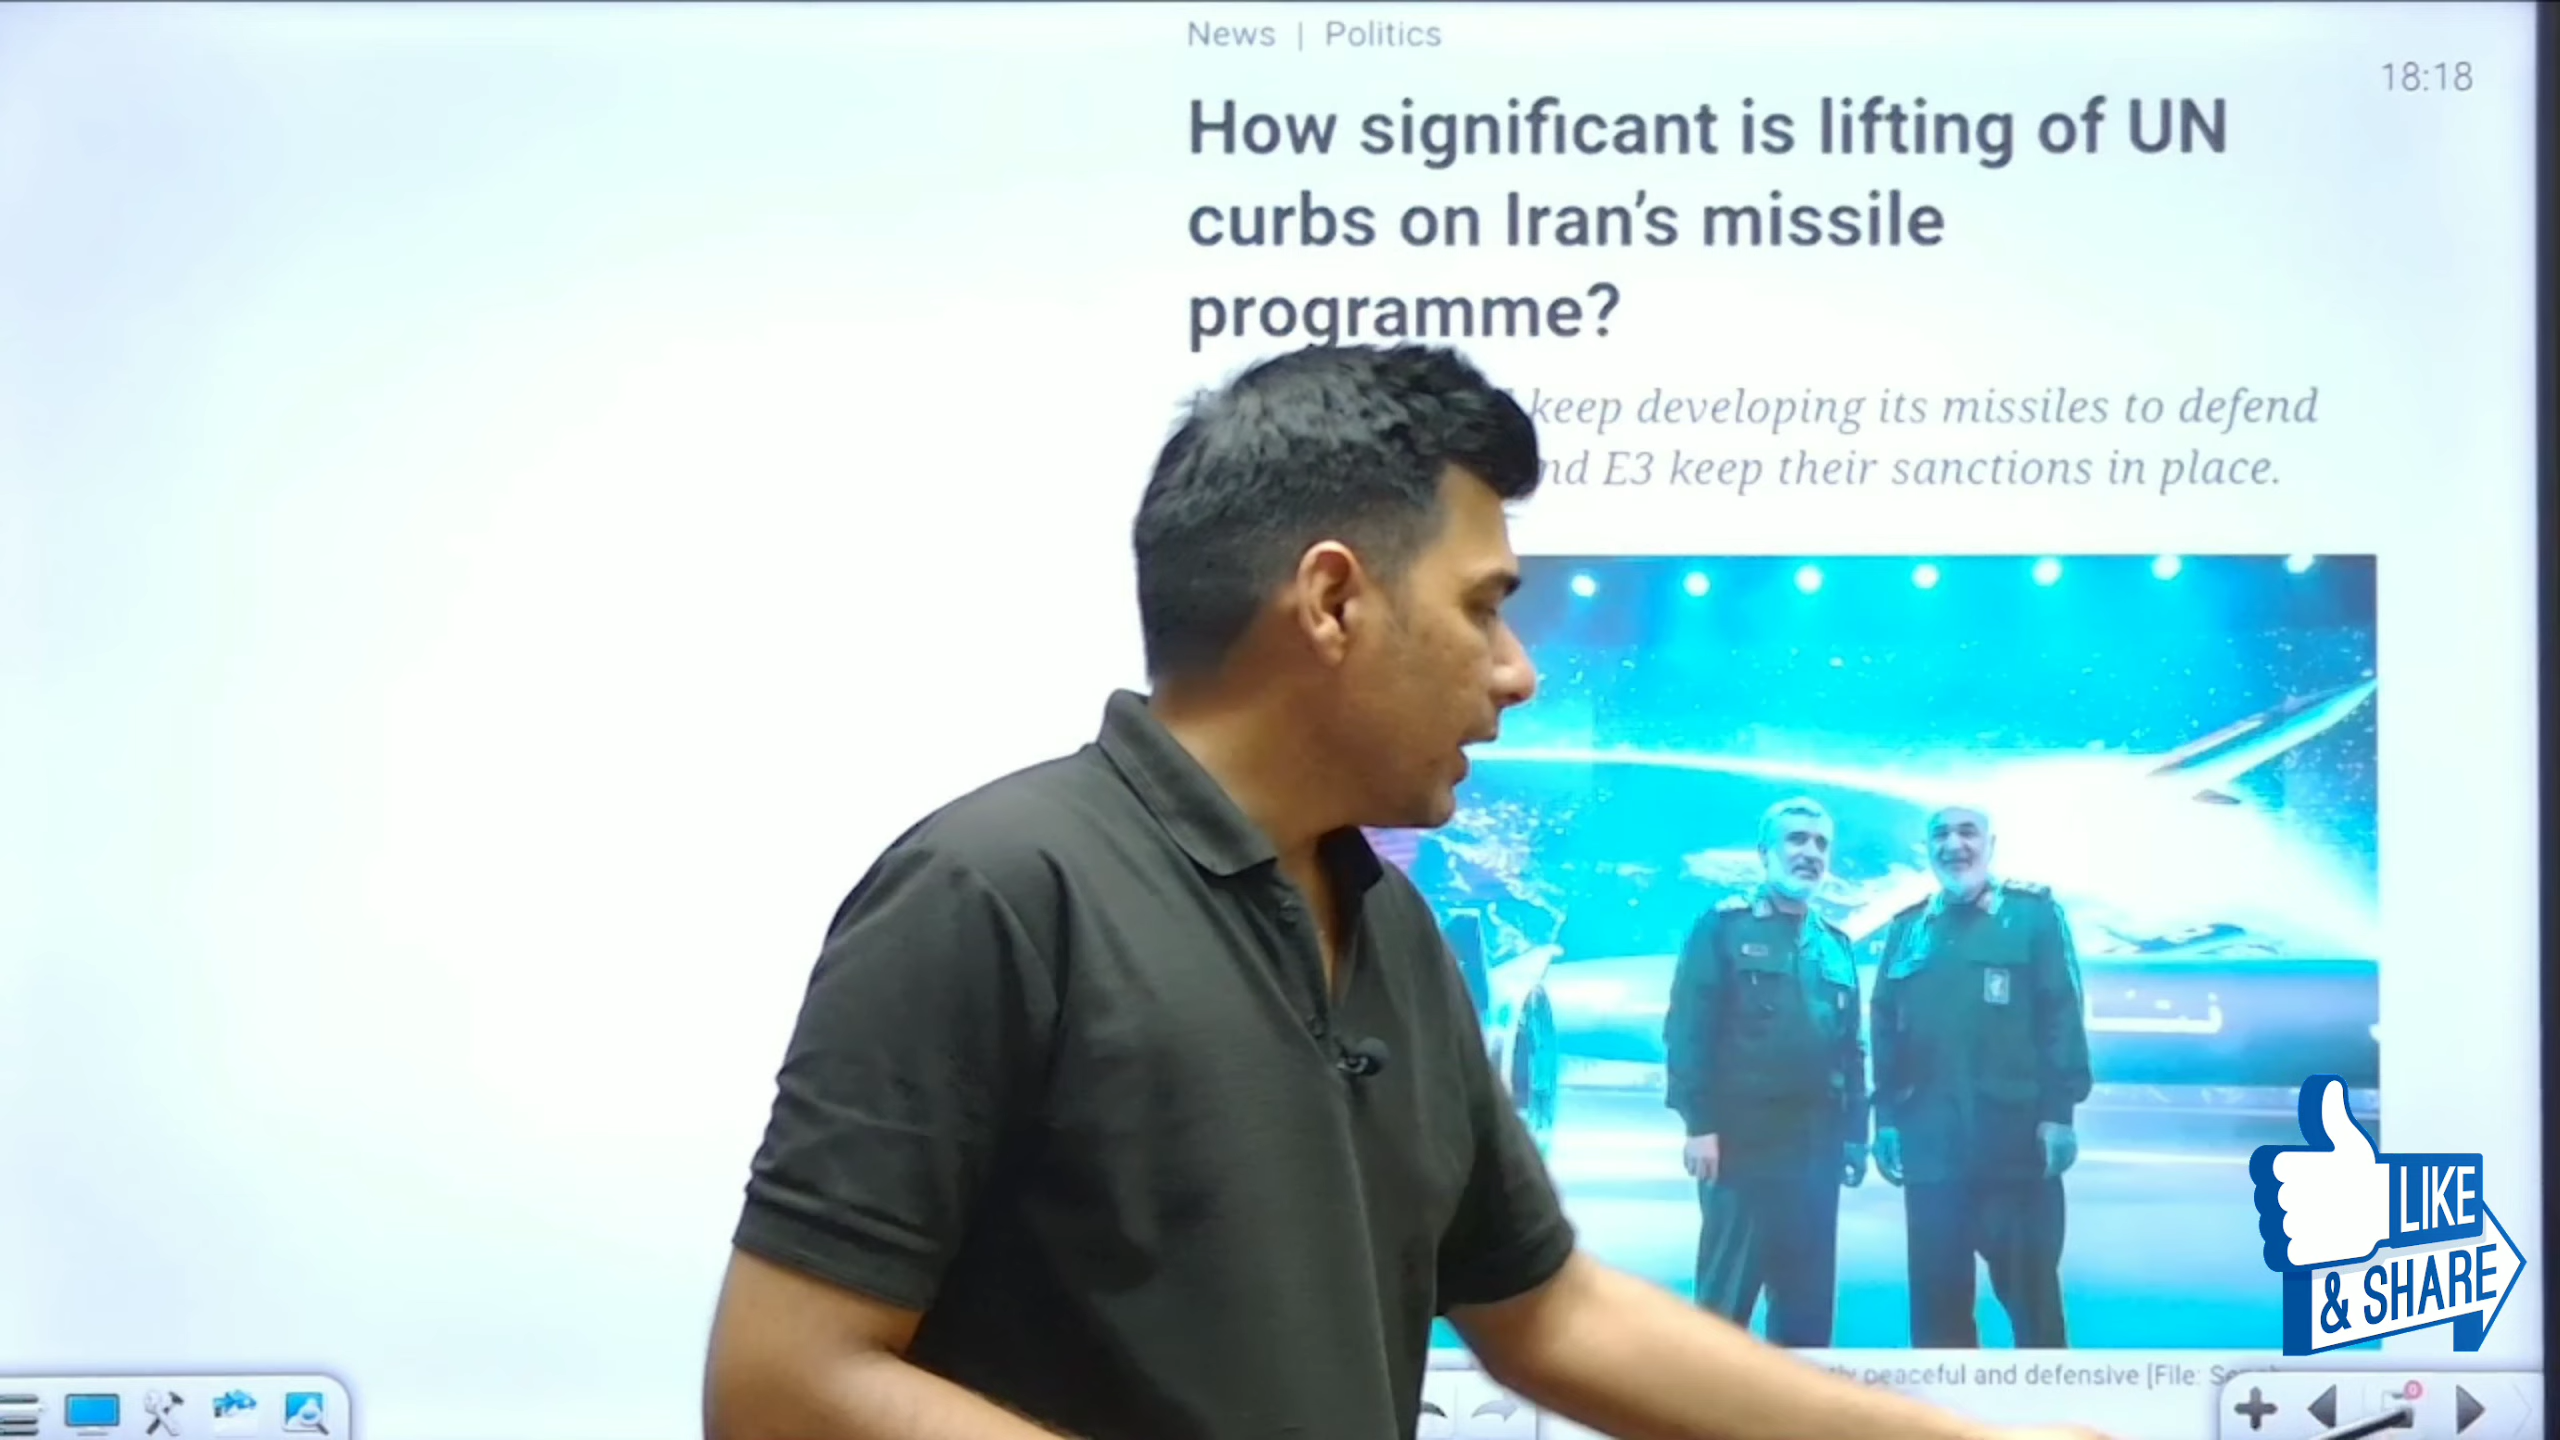 News | Politics
18:18
How significant is lifting of UN
curbs on Iran's missile
programme?
keep developing its missiles to defend
E3 keep their sanctions in place.
LIKE
& SHARE
peaceful and defensive [File:
0